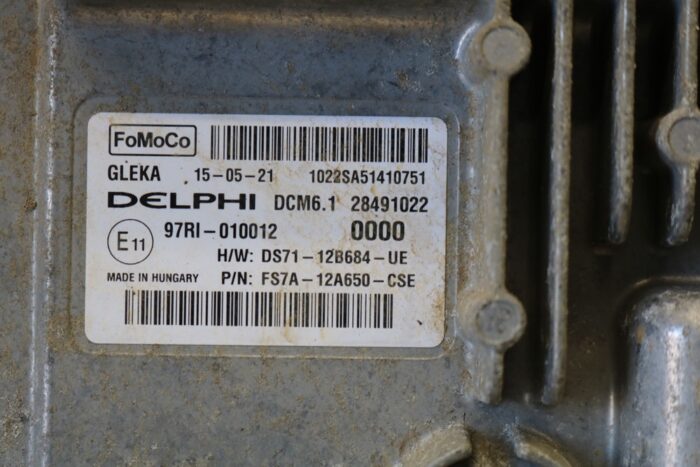 FoMoCo
GLEKA 15-05-21 1022SA51410751
DELPHI DCM6.1 28491022
E11 97RI-010012 0000
H/W: DS71-12B684-UE
MADE IN HUNGARY P/N: FS7A-12A650-CSE